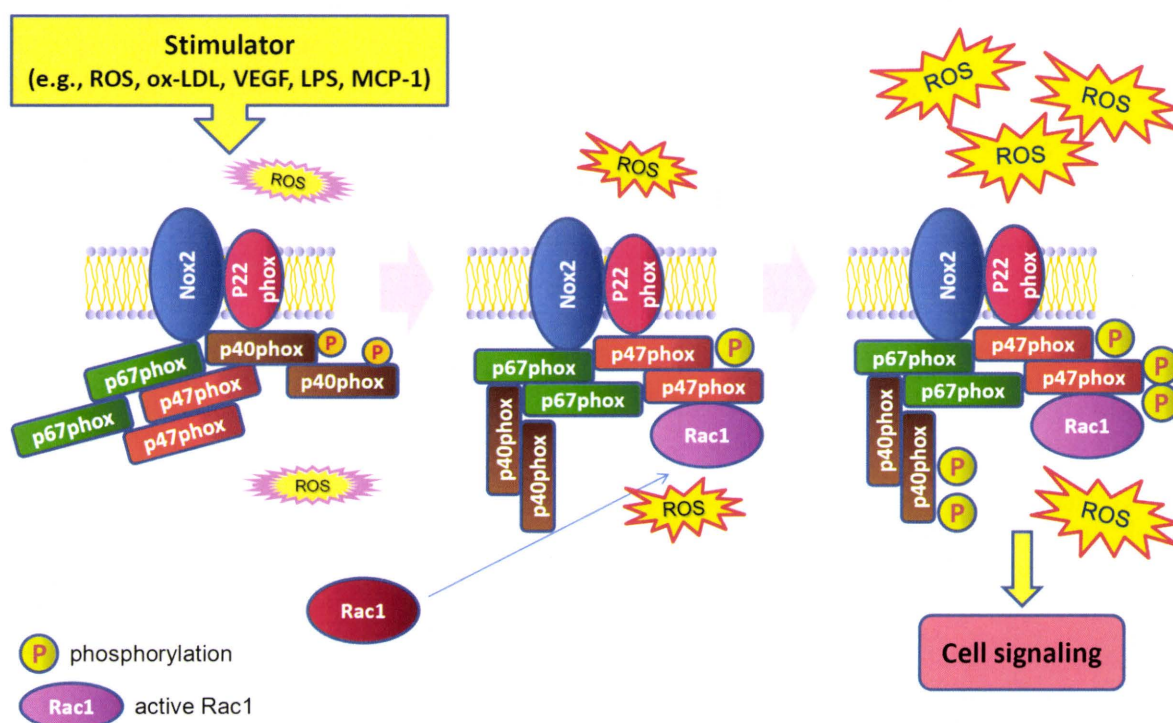 Stimulator
(e.g., ROS, ox-LDL, VEGF, LPS, MCP-1)
ROS
Nox2
P22
phox
p40phox
P
P
p40phox
p67phox
p47phox
p67phox
p47phox
ROS
ROS
Nox2
P22
phox
p47phox
P
p67phox
p47phox
p67phox
p40phox
p40phox
Rac1
ROS
Rac1
ROS
ROS
ROS
Nox2
P22
phox
p47phox
P
p67phox
p47phox
P
P
p67phox
p40phox
p40phox
Rac1
P
P
ROS
Cell signaling
P phosphorylation
Rac1 active Rac1